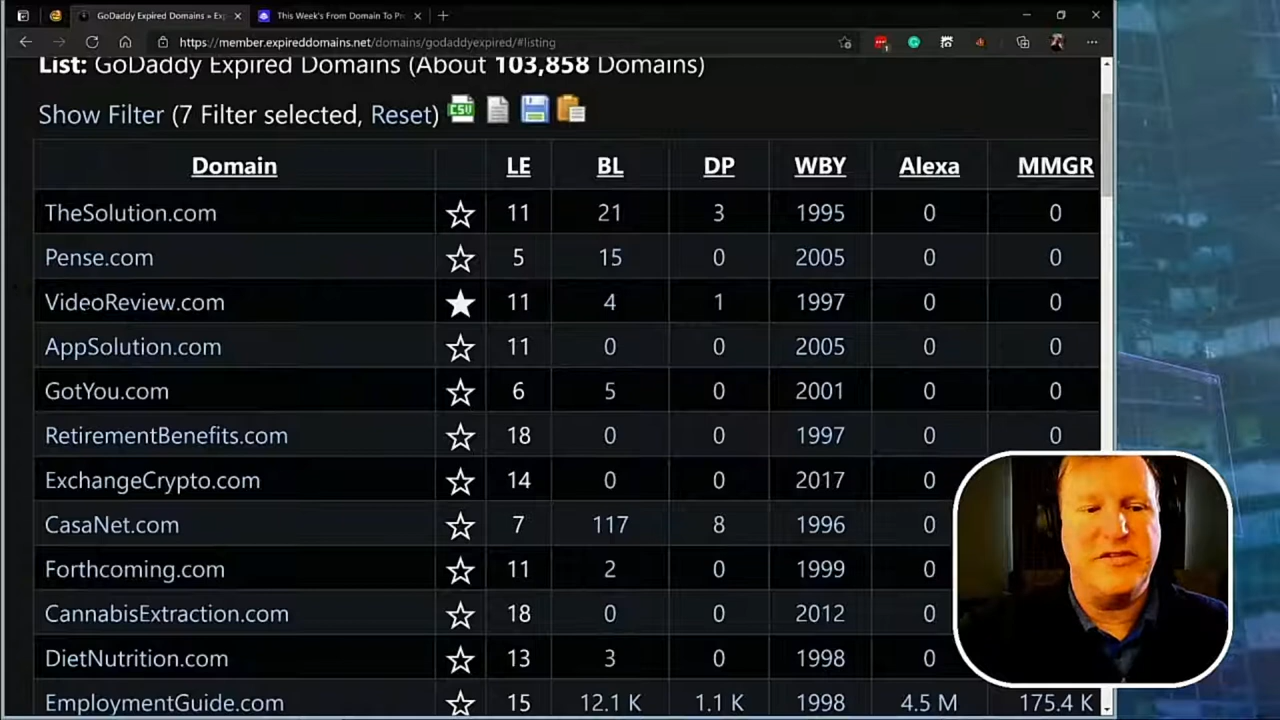 GoDaddy Expired Domains » Exp
This Week's From Domain To Pr
https://member.expireddomains.net/domains/godaddyexpired/#listing
1
List: GoDaddy Expired Domains (About 103,858 Domains)
Show Filter (7 Filter selected, Reset) CSV
Domain LE BL DP WBY Alexa MMGR
TheSolution.com 11 21 3 1995 0 0
Pense.com 5 15 0 2005 0 0
VideoReview.com 11 4 1 1997 0 0
AppSolution.com 11 0 0 2005 0 0
GotYou.com 6 5 0 2001 0 0
RetirementBenefits.com 18 0 0 1997 0 0
ExchangeCrypto.com 14 0 0 2017 0
CasaNet.com 7 117 8 1996 0
Forthcoming.com 11 2 0 1999 0
CannabisExtraction.com 18 0 0 2012 0
DietNutrition.com 13 3 0 1998 0
EmploymentGuide.com 15 12.1 K 1.1 K 1998 4.5 M 175.4 K